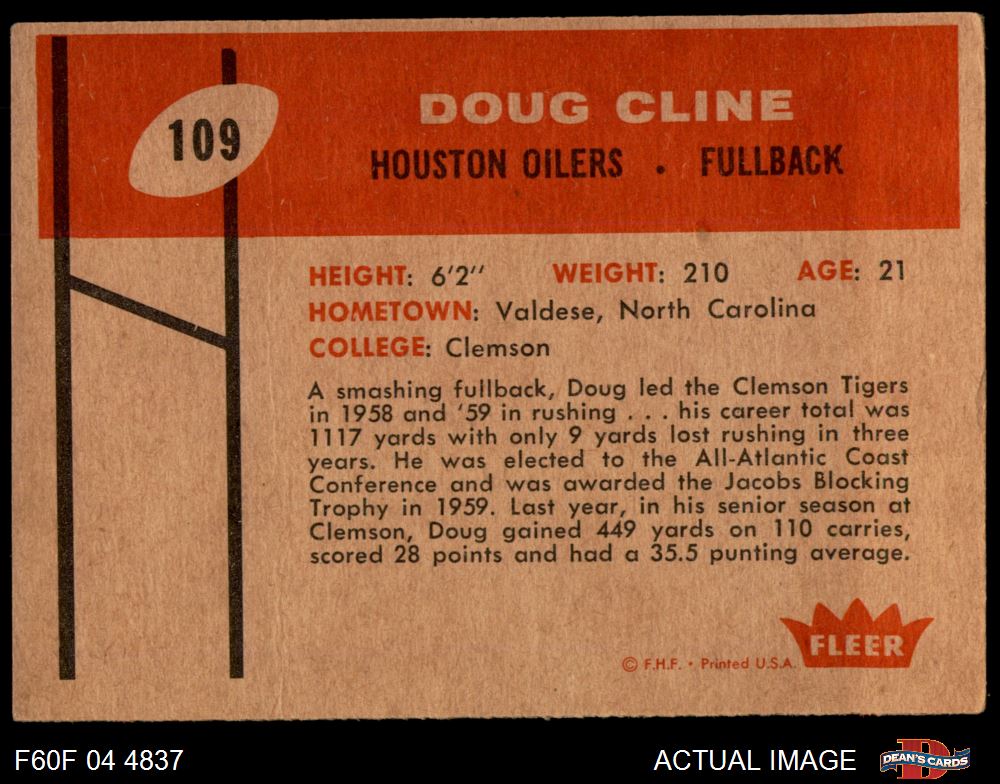 109
DOUG CLINE
HOUSTON OILERS . FULLBACK
HEIGHT: 6'2'' WEIGHT: 210 AGE: 21
HOMETOWN: Valdese, North Carolina
COLLEGE: Clemson
A smashing fullback, Doug led the Clemson Tigers
in 1958 and '59 in rushing . . . his career total was
1117 yards with only 9 yards lost rushing in three
years. He was elected to the All-Atlantic Coast
Conference and was awarded the Jacobs Blocking
Trophy in 1959. Last year, in his senior season at
Clemson, Doug gained 449 yards on 110 carries,
scored 28 points and had a 35.5 punting average.
FLEER
© F.H.F. • Printed U.S.A.
F60F 04 4837
ACTUAL IMAGE
D
DEAN'S CARDS